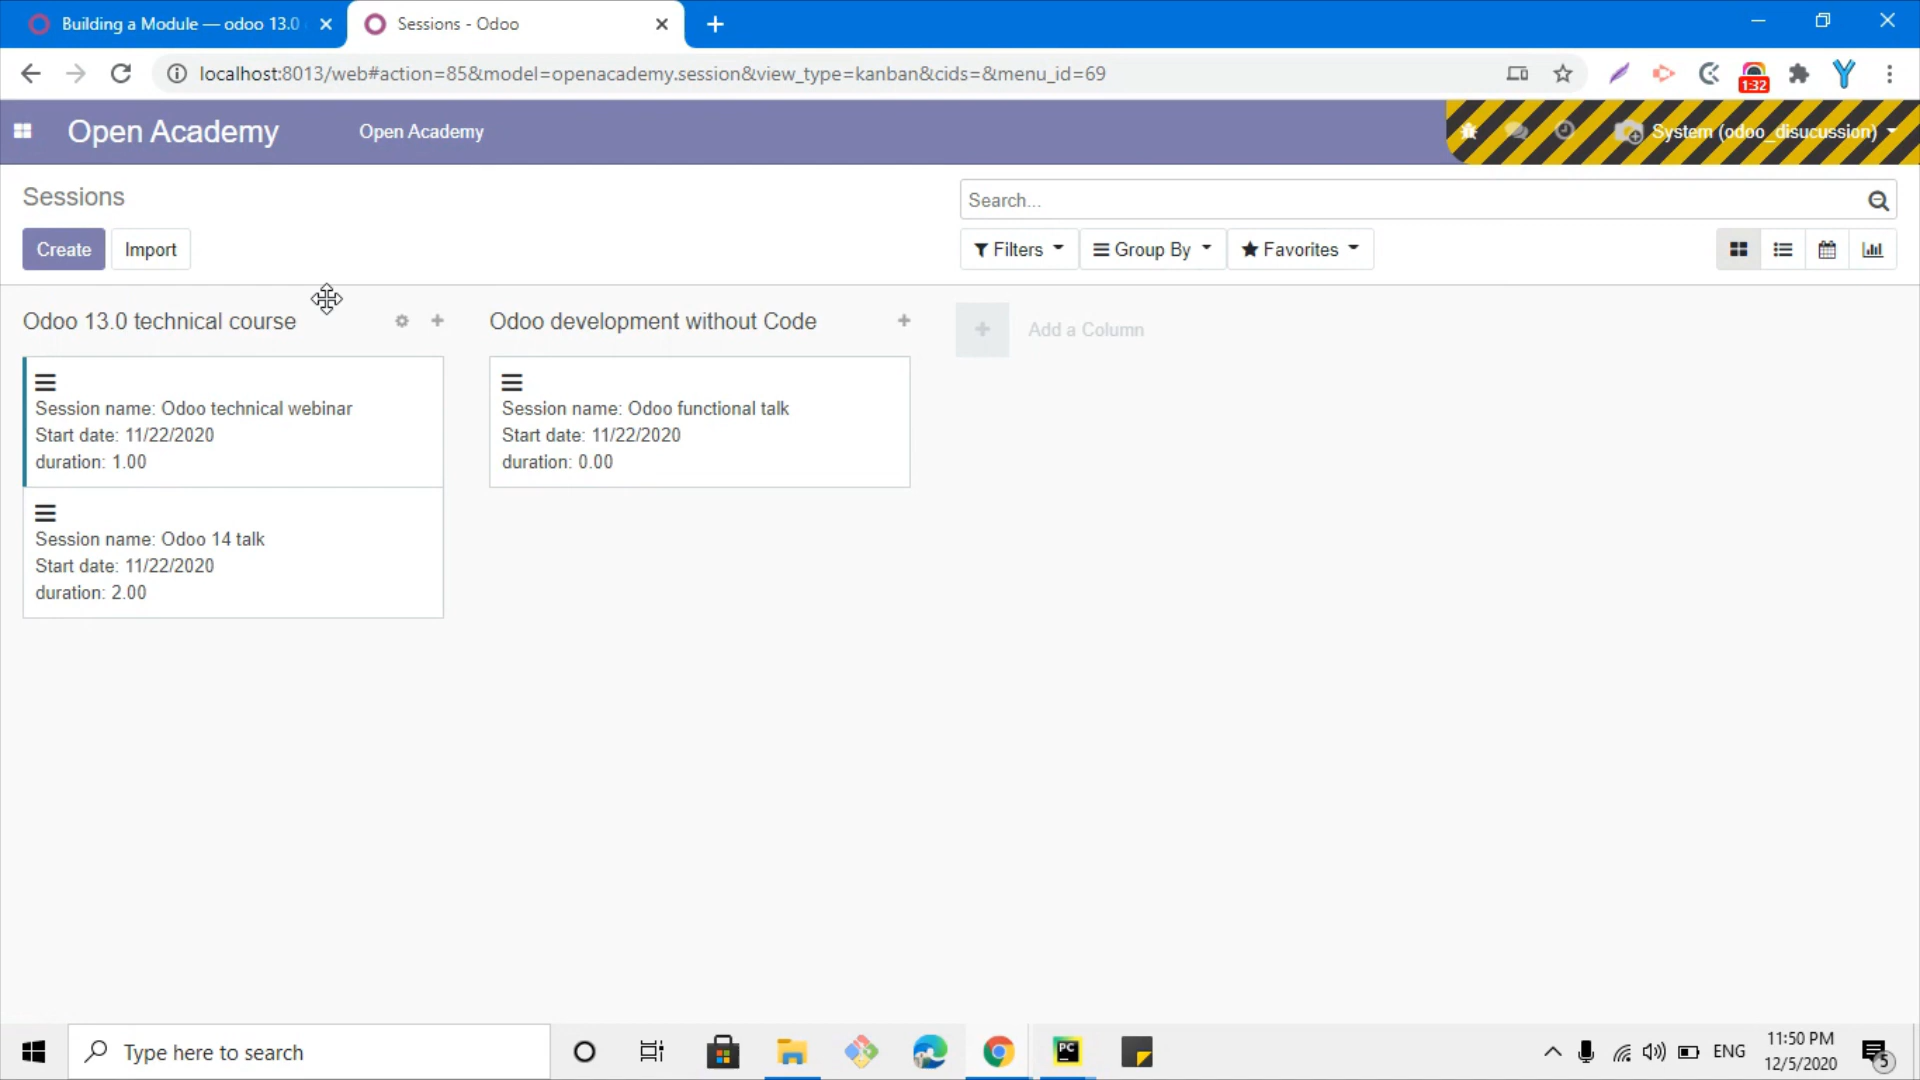 Building a Module — odoo 13.0
Sessions - Odoo
localhost:8013/web#action=85&model=openacademy.session&view_type=kanban&cids=&menu_id=69
1:32
Open Academy
Open Academy
System (odoo_disucussion)
Sessions
Search...
Create
Import
Filters
Group By
Favorites
Odoo 13.0 technical course
Odoo development without Code
Add a Column
Session name: Odoo technical webinar
Start date: 11/22/2020
duration: 1.00
Session name: Odoo functional talk
Start date: 11/22/2020
duration: 0.00
Session name: Odoo 14 talk
Start date: 11/22/2020
duration: 2.00
Type here to search
PC
ENG
11:50 PM
12/5/2020
5